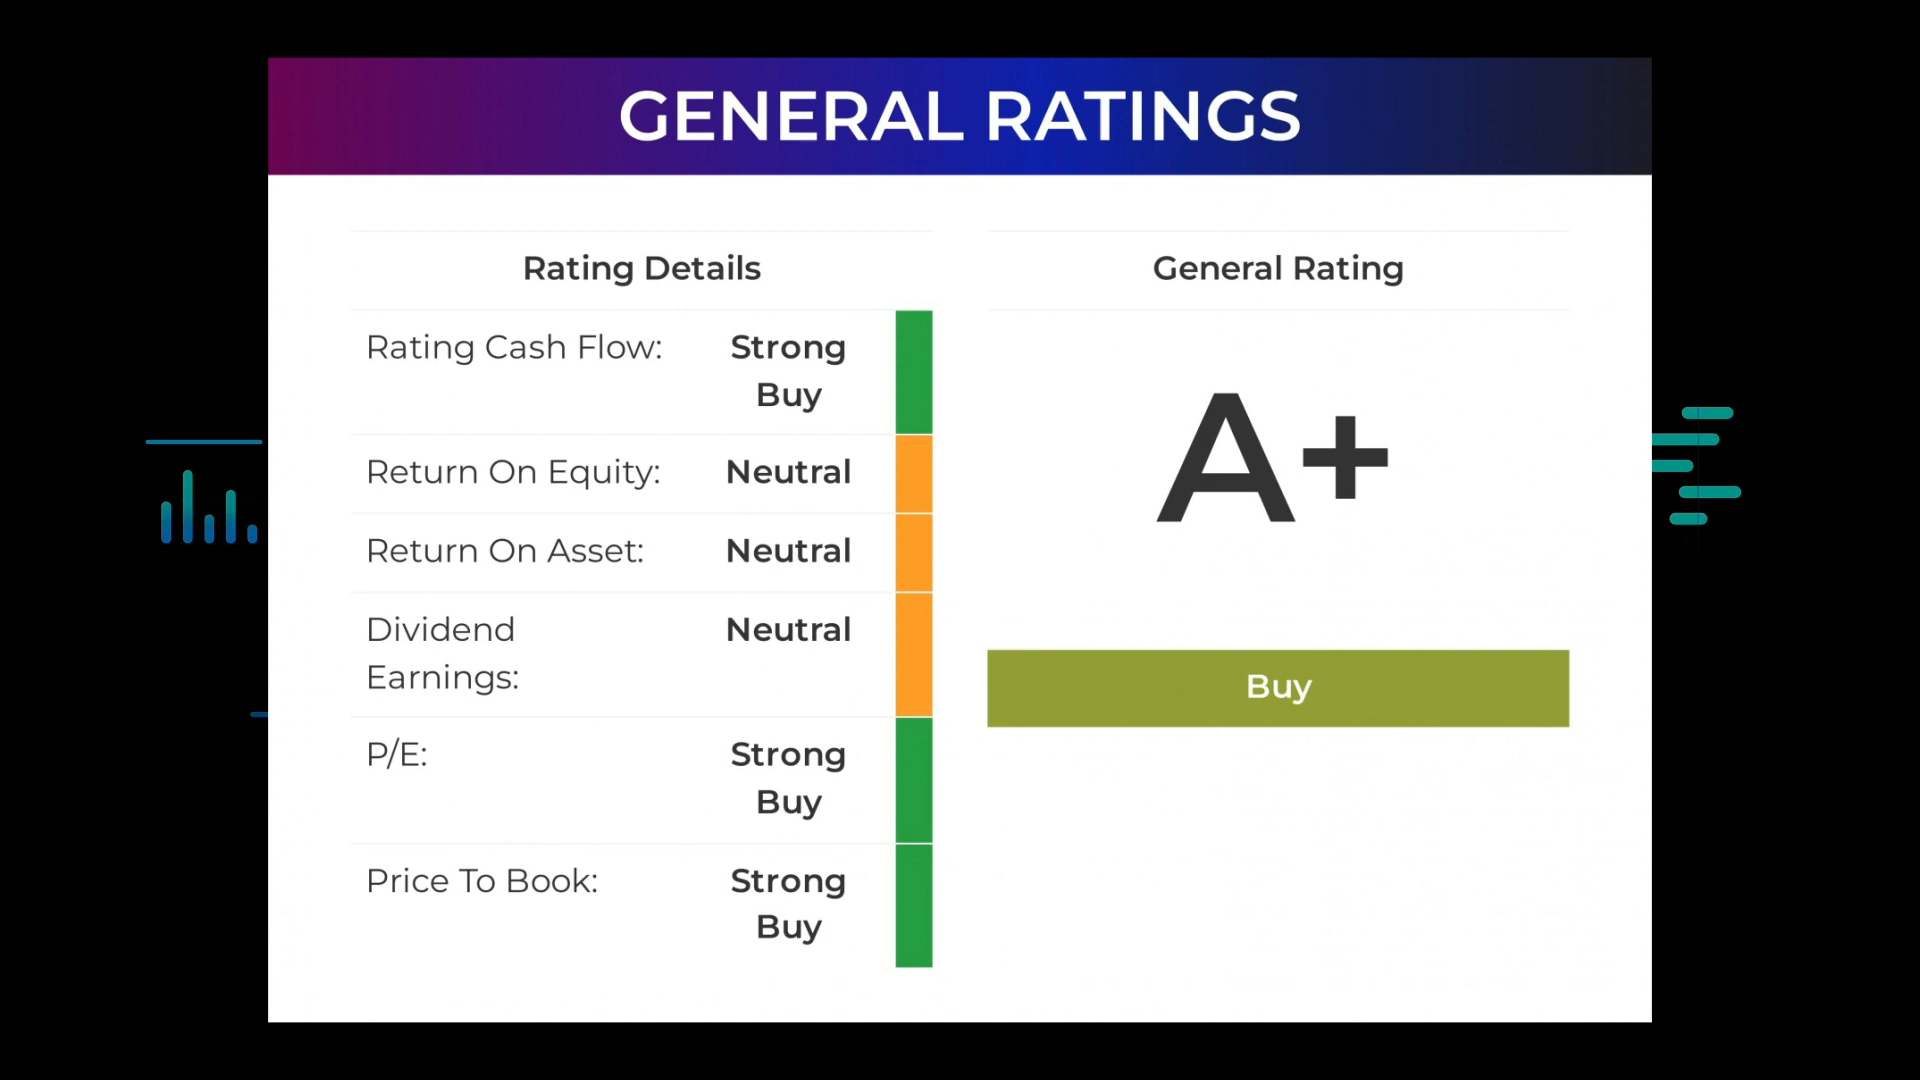 GENERAL RATINGS
Rating Details
Rating Cash Flow: Strong
Buy
Return On Equity: Neutral
Return On Asset: Neutral
Dividend Neutral
Earnings:
P/E: Strong
Buy
Price To Book: Strong
Buy
General Rating
A+
Buy